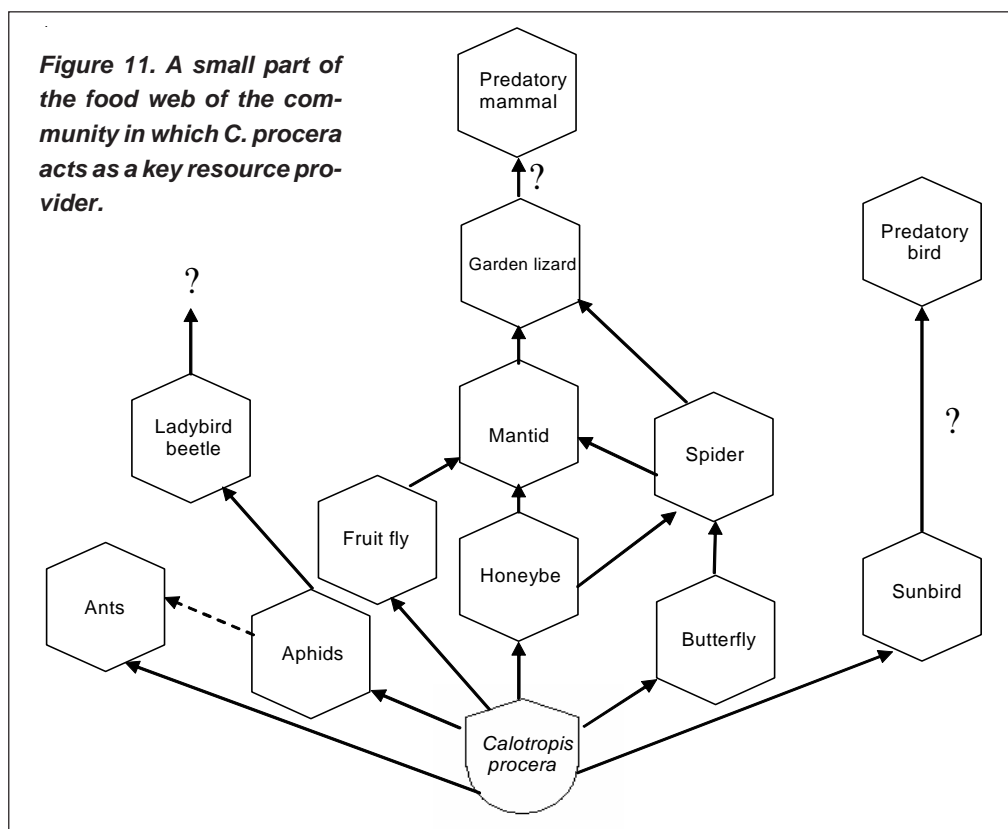 Figure 11. A small part of
the food web of the com-
munity in which C. procera
acts as a key resource pro-
vider.
Predatory
mammal
?
Garden lizard
Predatory
bird
?
Ladybird
beetle
Mantid
Spider
?
Fruit fly
Honeybe
Ants
Aphids
Butterfly
Sunbird
Calotropis
procera